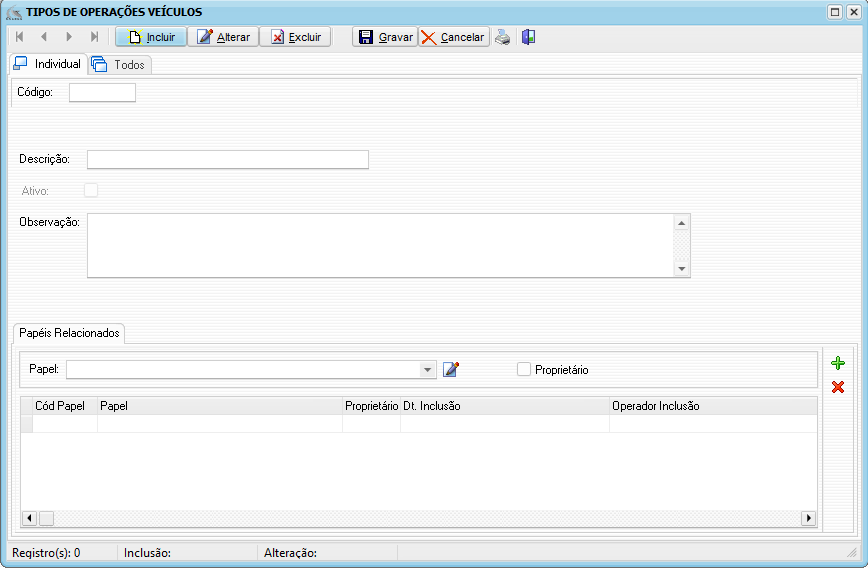 TIPOS DE OPERAÇÕES VEÍCULOS
Incluir Alterar Excluir Gravar Cancelar
Individual Todos
Código:
Descrição:
Ativo:
Observação:
Papéis Relacionados
Papel: Proprietário
Cód Papel Papel Proprietário Dt. Inclusão Operador Inclusão
Registro(s): 0 Inclusão: Alteração: